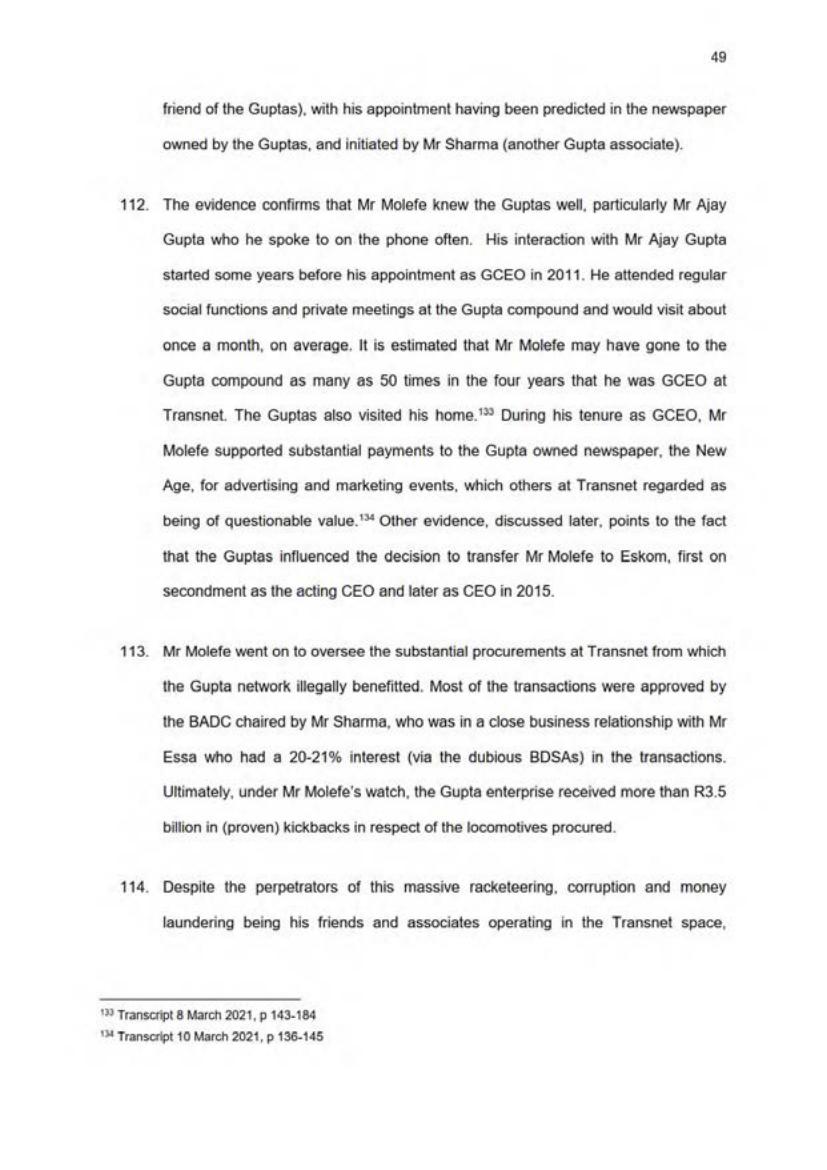 49
friend of the Guptas), with his appointment having been predicted in the newspaper
owned by the Guptas, and initiated by Mr Sharma (another Gupta associate).
112. The evidence confirms that Mr Molefe knew the Guptas well, particularly Mr Ajay
Gupta who he spoke to on the phone often. His interaction with Mr Ajay Gupta
started some years before his appointment as GCEO in 2011. He attended regular
social functions and private meetings at the Gupta compound and would visit about
once a month, on average. It is estimated that Mr Molefe may have gone to the
Gupta compound as many as 50 times in the four years that he was GCEO at
Transnet. The Guptas also visited his home.133 During his tenure as GCEO, Mr
Molefe supported substantial payments to the Gupta owned newspaper, the New
Age, for advertising and marketing events, which others at Transnet regarded as
being of questionable value.134 Other evidence, discussed later, points to the fact
that the Guptas influenced the decision to transfer Mr Molefe to Eskom, first on
secondment as the acting CEO and later as CEO in 2015.
113. Mr Molefe went on to oversee the substantial procurements at Transnet from which
the Gupta network illegally benefitted. Most of the transactions were approved by
the BADC chaired by Mr Sharma, who was in a close business relationship with Mr
Essa who had a 20-21% interest (via the dubious BDSAs) in the transactions.
Ultimately, under Mr Molefe's watch, the Gupta enterprise received more than R3.5
billion in (proven) kickbacks in respect of the locomotives procured.
114. Despite the perpetrators of this massive racketeering, corruption and money
laundering being his friends and associates operating in the Transnet space,
133 Transcript 8 March 2021, p 143-184
134 Transcript 10 March 2021, p 136-145